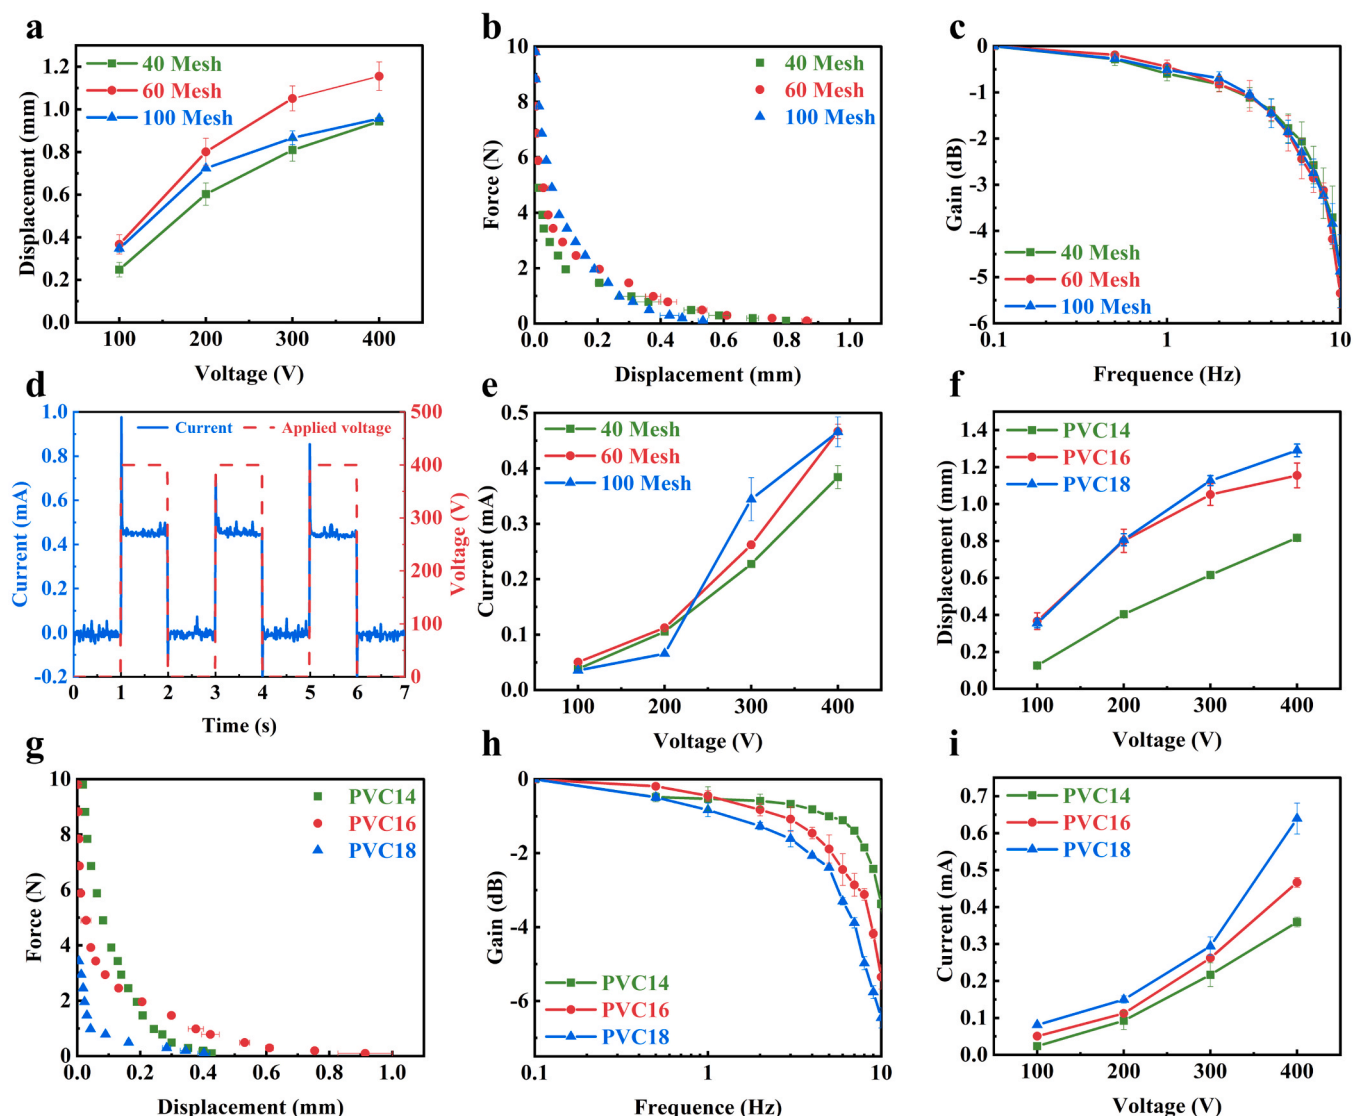 a
40 Mesh
60 Mesh
100 Mesh
1.2
1.0
0.8
0.6
0.4
0.2
0.0
100 200 300 400
Displacement (mm)
Voltage (V)
b
40 Mesh
60 Mesh
100 Mesh
10
8
6
4
2
0
0.0 0.2 0.4 0.6 0.8 1.0
Force (N)
Displacement (mm)
c
0
-1
-2
-3
-4
-5
-6
40 Mesh
60 Mesh
100 Mesh
0.1 1 10
Gain (dB)
Frequence (Hz)
d
Current Applied voltage
1.0
0.8
0.6
0.4
0.2
0.0
-0.2
500
400
300
200
100
0
0 1 2 3 4 5 6 7
Current (mA)
Voltage (V)
Time (s)
e
40 Mesh
60 Mesh
100 Mesh
0.5
0.4
0.3
0.2
0.1
0.0
100 200 300 400
Current (mA)
Voltage (V)
f
PVC14
PVC16
PVC18
1.4
1.2
1.0
0.8
0.6
0.4
0.2
0.0
100 200 300 400
Displacement (mm)
Voltage (V)
g
PVC14
PVC16
PVC18
10
8
6
4
2
0
0.0 0.2 0.4 0.6 0.8 1.0
Force (N)
Displacement (mm)
h
0
-2
-4
-6
PVC14
PVC16
PVC18
0.1 1 10
Gain (dB)
Frequence (Hz)
i
PVC14
PVC16
PVC18
0.7
0.6
0.5
0.4
0.3
0.2
0.1
0.0
100 200 300 400
Current (mA)
Voltage (V)